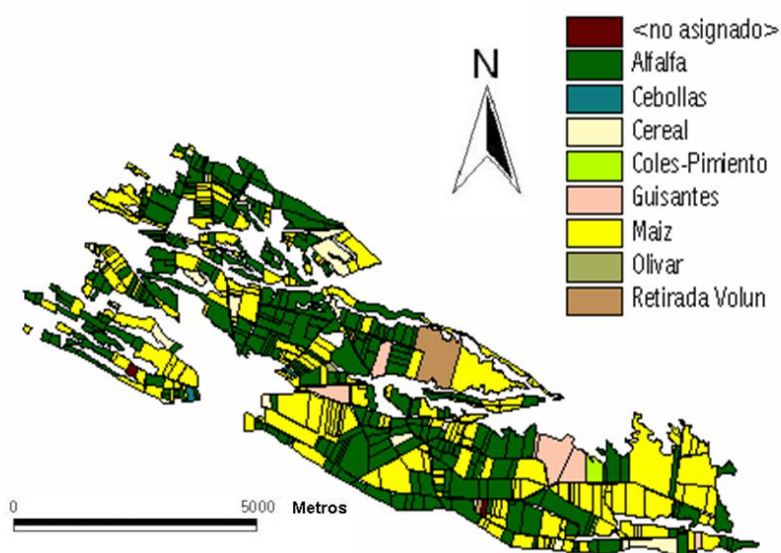 <no asignado>
Alfalfa
N
Cebollas
Cereal
Coles-Pimiento
Guisantes
Maiz
Olivar
Retirada Volun
0 5000 Metros